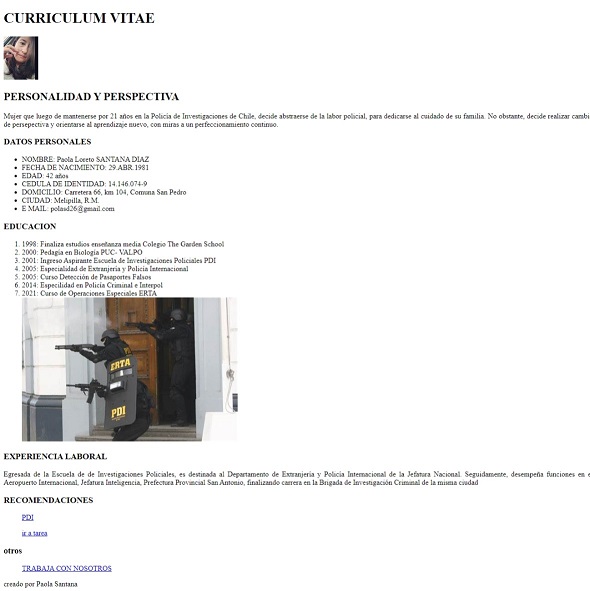 CURRICULUM VITAE
PERSONALIDAD Y PERSPECTIVA
Mujer que luego de mantenerse por 21 años en la Policía de Investigaciones de Chile, decide abstraerse de la labor policial, para dedicarse al cuidado de su familia. No obstante, decide realizar cambi
de persepectiva y orientarse al aprendizaje nuevo, con miras a un perfeccionamiento continuo.
DATOS PERSONALES
NOMBRE: Paola Loreto SANTANA DIAZ
FECHA DE NACIMIENTO: 29.ABR.1981
EDAD: 42 años
CEDULA DE IDENTIDAD: 14.146.074-9
DOMICILIO: Carretera 66, km 104, Comuna San Pedro
CIUDAD: Melipilla, R.M.
E MAIL: polasd26@gmail.com
EDUCACION
1. 1998: Finaliza estudios enseñanza media Colegio The Garden School
2. 2000: Pedagía en Biología PUC- VALPO
3. 2001: Ingreso Aspirante Escuela de Investigaciones Policiales PDI
4. 2005: Especialidad de Extranjería y Policía Internacional
5. 2005: Curso Detección de Pasaportes Falsos
6. 2014: Especilidad en Policía Criminal e Interpol
7. 2021: Curso de Operaciones Especiales ERTA
ERTA
PDI
EXPERIENCIA LABORAL
Egresada de la Escuela de de Investigaciones Policiales, es destinada al Departamento de Extranjería y Policía Internacional de la Jefatura Nacional. Seguidamente, desempeña funciones en e
Aeropuerto Internacional, Jefatura Inteligencia, Prefectura Provincial San Antonio, finalizando carrera en la Brigada de Investigación Criminal de la misma ciudad
RECOMENDACIONES
PDI
ir a tarea
otros
TRABAJA CON NOSOTROS
creado por Paola Santana